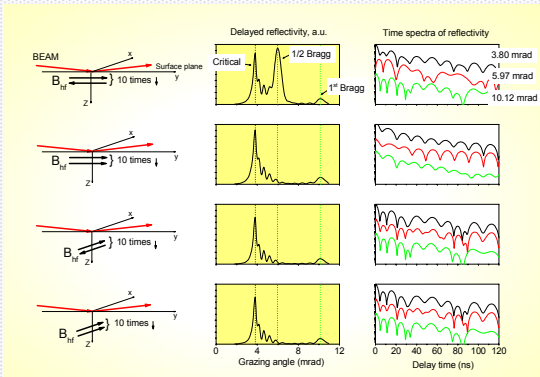 Delayed reflectivity, a.u.
Time spectra of reflectivity
BEAM
x
Surface plane
y
Z
B hf
} 10 times ↓
Critical
1/2 Bragg
1st Bragg
3.80 mrad
5.97 mrad
10.12 mrad
x
y
Z
B hf
} 10 times ↓
x
y
Z
B hf
} 10 times ↓
x
y
Z
B hf
} 10 times ↓
0 4 8 12
Grazing angle (mrad)
0 20 40 60 80 100 120
Delay time (ns)